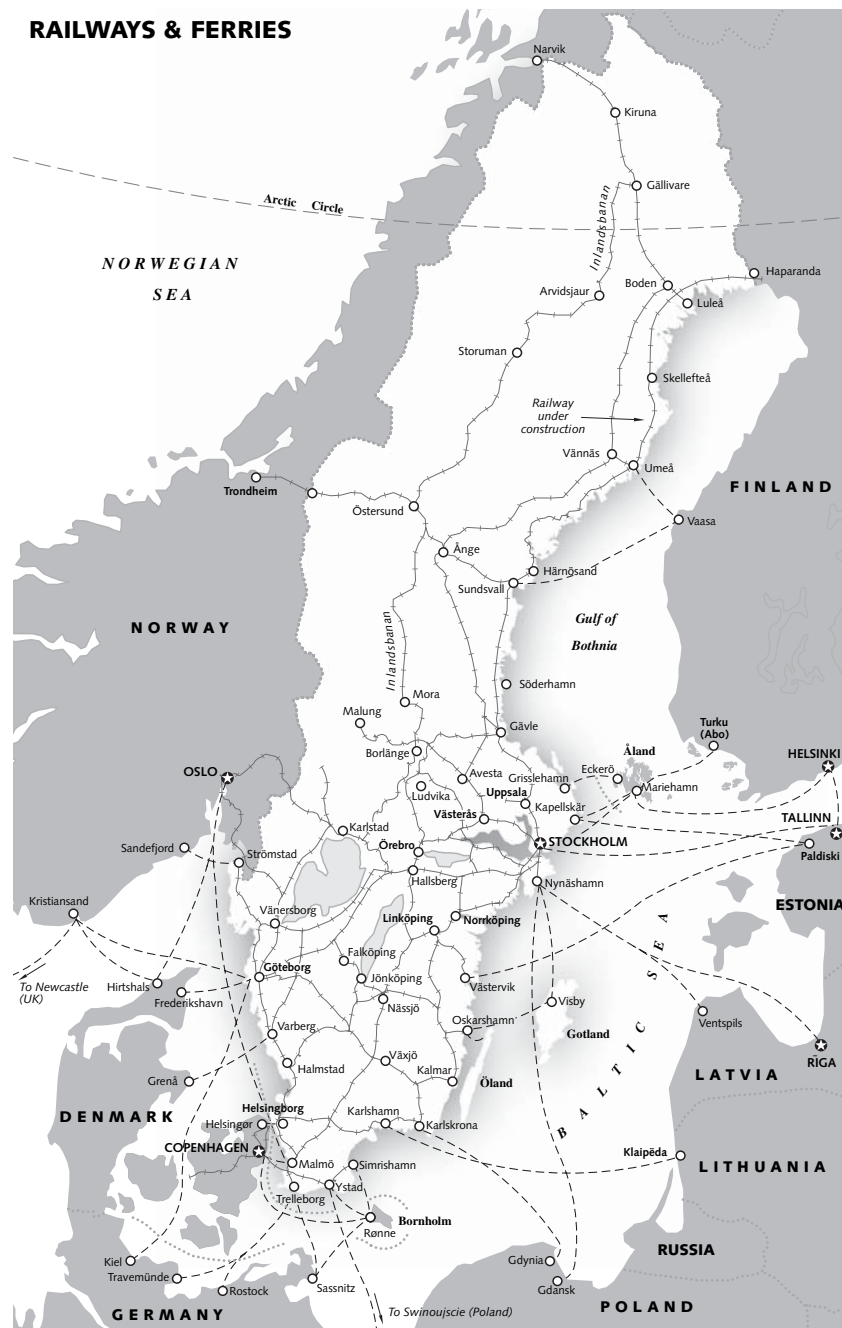 RAILWAYS & FERRIES
Narvik
Kiruna
Gällivare
Arctic Circle
Inlandsbanan
NORWEGIAN
SEA
Haparanda
Boden
Arvidsjaur
Luleå
Storuman
Skellefteå
Railway
under
construction
Vännäs
Umeå
Trondheim
FINLAND
Östersund
Vaasa
Ånge
Härnösand
Sundsvall
Gulf of
Bothnia
NORWAY
Inlandsbanan
Söderhamn
Mora
Malung
Gävle
Turku
(Abo)
Borlänge
Åland
HELSINKI
OSLO
Avesta
Eckerö
Grisslehamn
Ludvika
Uppsala
Mariehamn
Kapellskär
Västerås
TALLINN
Karlstad
STOCKHOLM
Sandefjord
Örebro
Paldiski
Strömstad
Hallsberg
Nynäshamn
Kristiansand
ESTONIA
Vänersborg
Linköping
Norrköping
Falköping
Göteborg
To Newcastle
(UK)
Hirtshals
Jönköping
Västervik
Frederikshavn
Nässjö
Visby
Ventspils
Oskarshamn
Varberg
Gotland
BALTIC SEA
RĪGA
Växjö
Halmstad
Kalmar
Öland
LATVIA
Grenå
DENMARK
Helsingborg
Karlshamn
Helsingør
Karlskrona
COPENHAGEN
Klaipėda
LITHUANIA
Malmö
Simrishamn
Trelleborg
Ystad
Bornholm
Rønne
RUSSIA
Kiel
Gdynia
Travemünde
Sassnitz
Rostock
Gdansk
GERMANY
To Swinoujscie (Poland)
POLAND